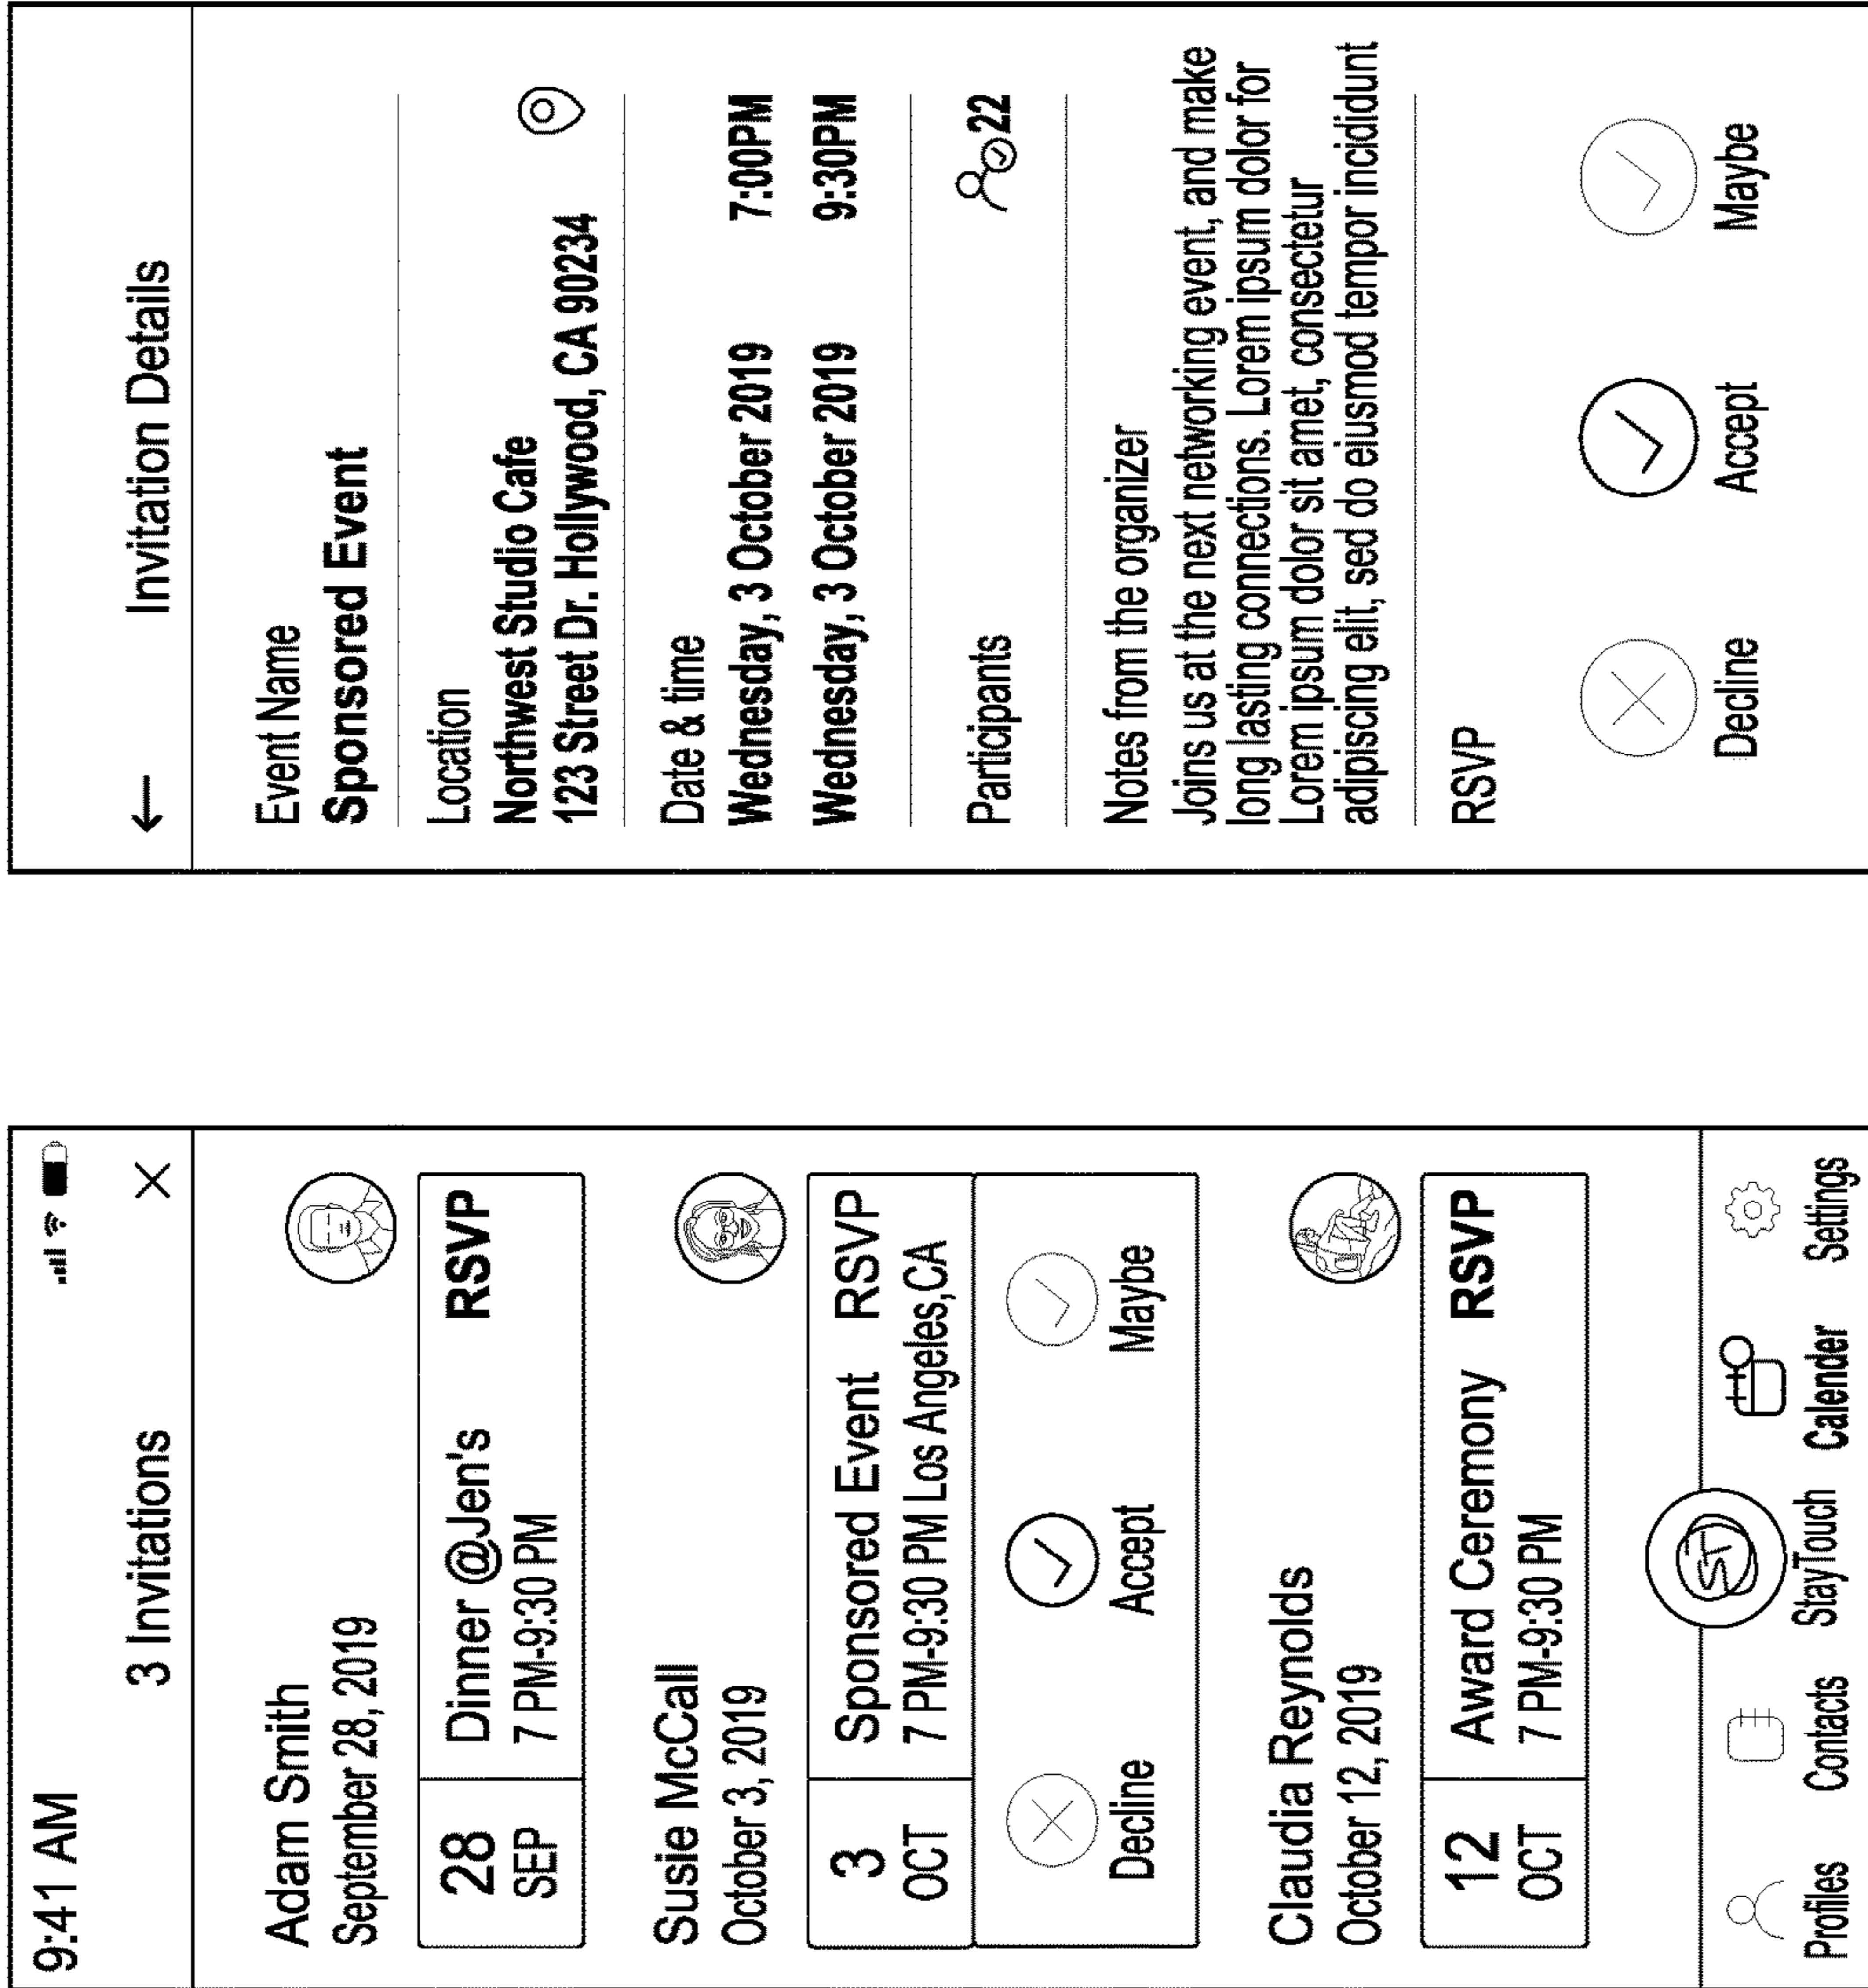 9:41 AM
3 Invitations
Adam Smith
September 28, 2019
28 Dinner @Jen's RSVP
SEP 7 PM-9:30 PM
Susie McCall
October 3, 2019
3 Sponsored Event RSVP
OCT 7 PM-9:30 PM Los Angeles,CA
Decline Accept Maybe
Claudia Reynolds
October 12, 2019
12 Award Ceremony RSVP
OCT 7 PM-9:30 PM
ST
Profiles Contacts StayTouch Calender Settings
Invitation Details
Event Name
Sponsored Event
Location
Northwest Studio Cafe
123 Street Dr. Hollywood, CA 90234
Date & time
Wednesday, 3 October 2019 7:00PM
Wednesday, 3 October 2019 9:30PM
Participants 22
Notes from the organizer
Joins us at the next networking event, and make
long lasting connections. Lorem ipsum dolor for
Lorem ipsum dolor sit amet, consectetur
adipiscing elit, sed do eiusmod tempor incididunt
RSVP
Decline Accept Maybe